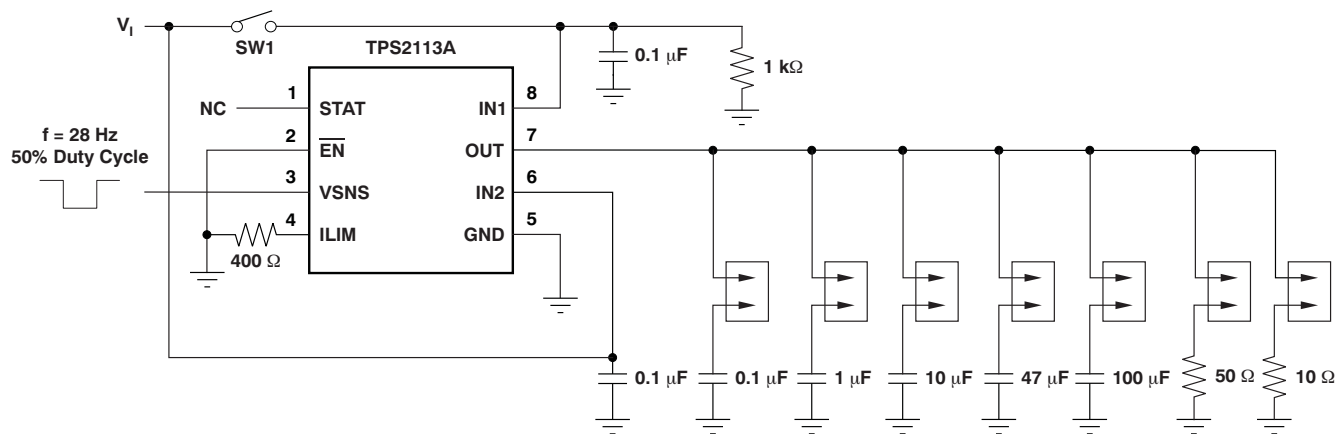 V_I
SW1
TPS2113A
0.1 µF
1 kΩ
NC
1
STAT
IN1
8
f = 28 Hz
50% Duty Cycle
2
E̅N̅
OUT
7
3
VSNS
IN2
6
4
ILIM
GND
5
400 Ω
0.1 µF
0.1 µF
1 µF
10 µF
47 µF
100 µF
50 Ω
10 Ω